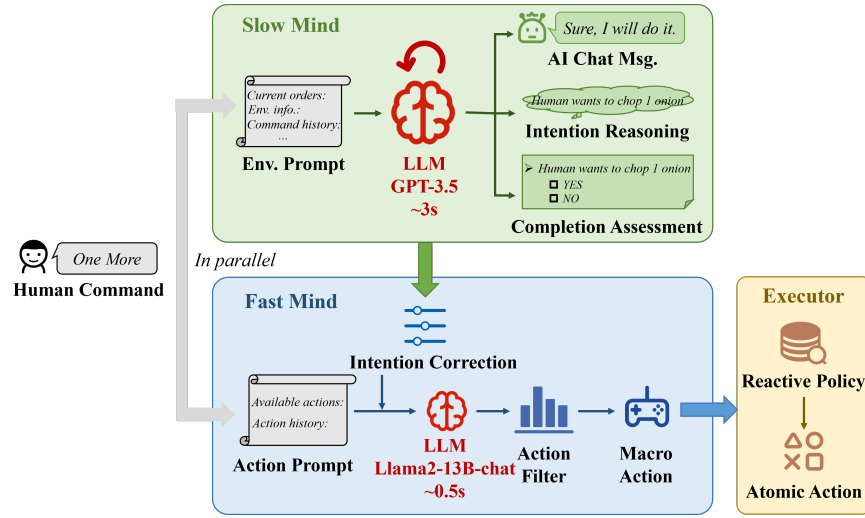 Slow Mind
Current orders:
Env. info.:
Command history:
...
Env. Prompt
LLM
GPT-3.5
~3s
Sure, I will do it.
AI Chat Msg.
Human wants to chop 1 onion
Intention Reasoning
Human wants to chop 1 onion
YES
NO
Completion Assessment
One More
Human Command
In parallel
Fast Mind
Intention Correction
Available actions:
Action history:
Action Prompt
LLM
Llama2-13B-chat
~0.5s
Action
Filter
Macro
Action
Executor
Reactive Policy
Atomic Action